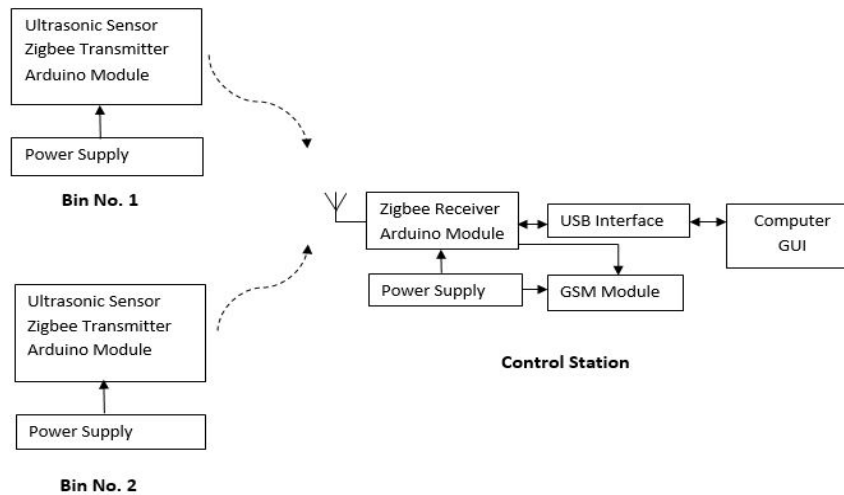 Ultrasonic Sensor
Zigbee Transmitter
Arduino Module
Power Supply
Bin No. 1
Ultrasonic Sensor
Zigbee Transmitter
Arduino Module
Power Supply
Bin No. 2
Zigbee Receiver
Arduino Module
Power Supply
USB Interface
GSM Module
Computer
GUI
Control Station